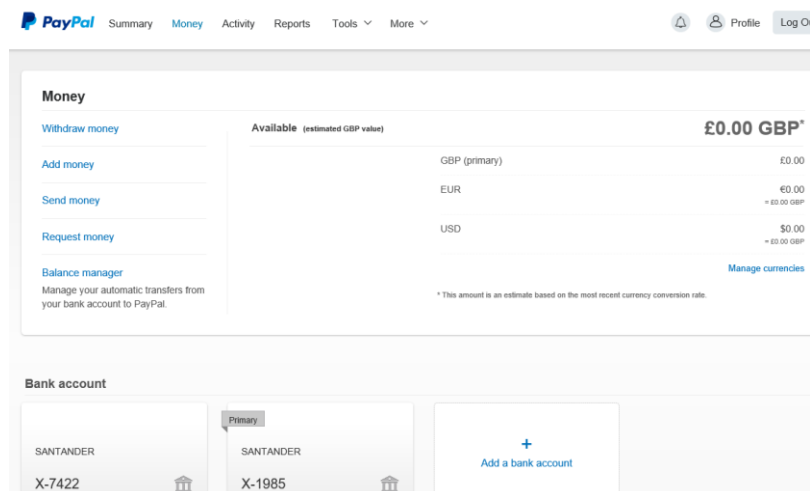 PayPal Summary Money Activity Reports Tools More Profile Log
Money
Withdraw money
Add money
Send money
Request money
Balance manager
Manage your automatic transfers from
your bank account to PayPal.
Available (estimated GBP value) £0.00 GBP*
GBP (primary) £0.00
EUR €0.00
= £0.00 GBP
USD $0.00
= £0.00 GBP
Manage currencies
* This amount is an estimate based on the most recent currency conversion rate.
Bank account
SANTANDER
X-7422
Primary
SANTANDER
X-1985
+
Add a bank account